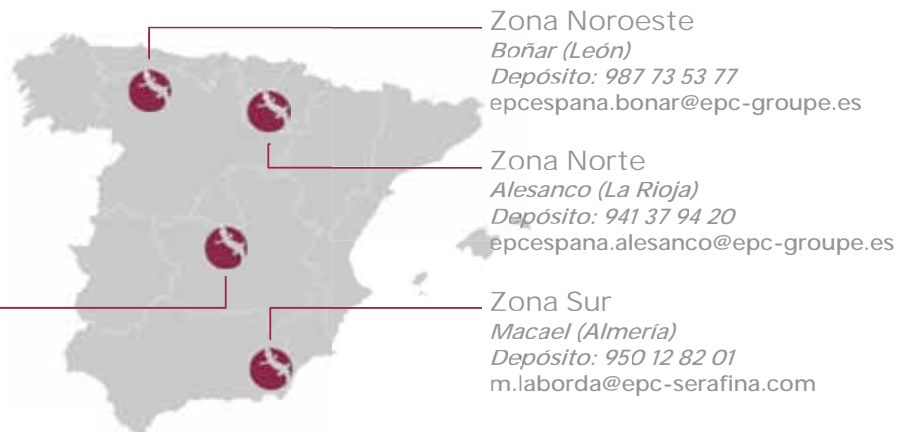 Zona Noroeste
Boñar (León)
Depósito: 987 73 53 77
epcespana.bonar@epc-groupe.es
Zona Norte
Alesanco (La Rioja)
Depósito: 941 37 94 20
epcespana.alesanco@epc-groupe.es
Zona Sur
Macael (Almería)
Depósito: 950 12 82 01
m.laborda@epc-serafina.com